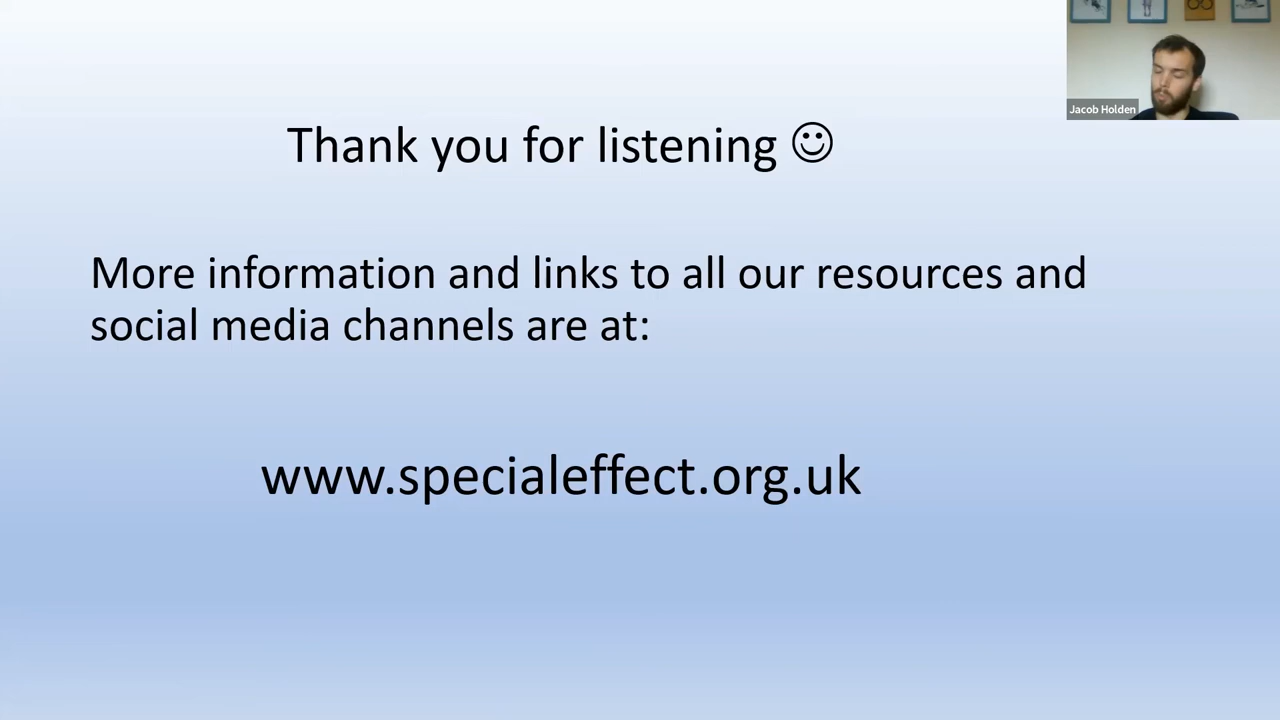 Jacob Holden
Thank you for listening ☺
More information and links to all our resources and
social media channels are at:
www.specialeffect.org.uk